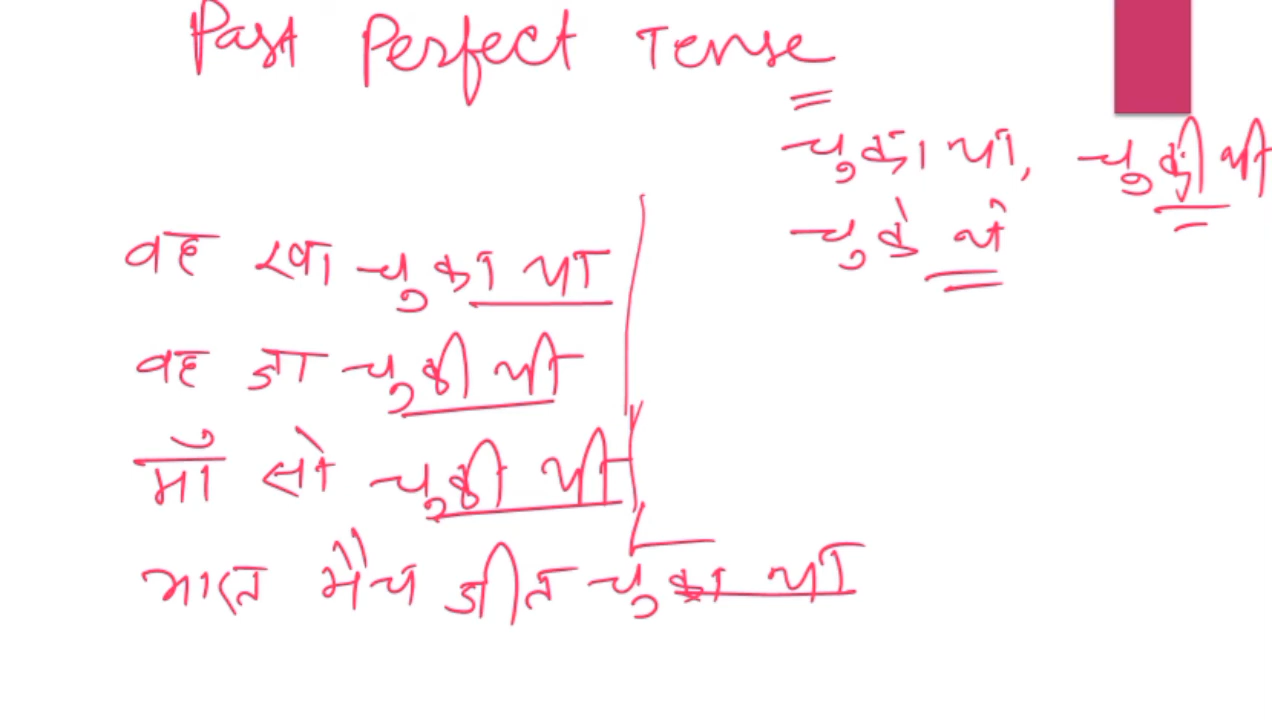 Past Perfect Tense
चुका था, चुकी थी
चुके थे
वह खा चुका था
वह जा चुकी थी
माँ सो चुकी थी
भारत मैच जीत चुका था